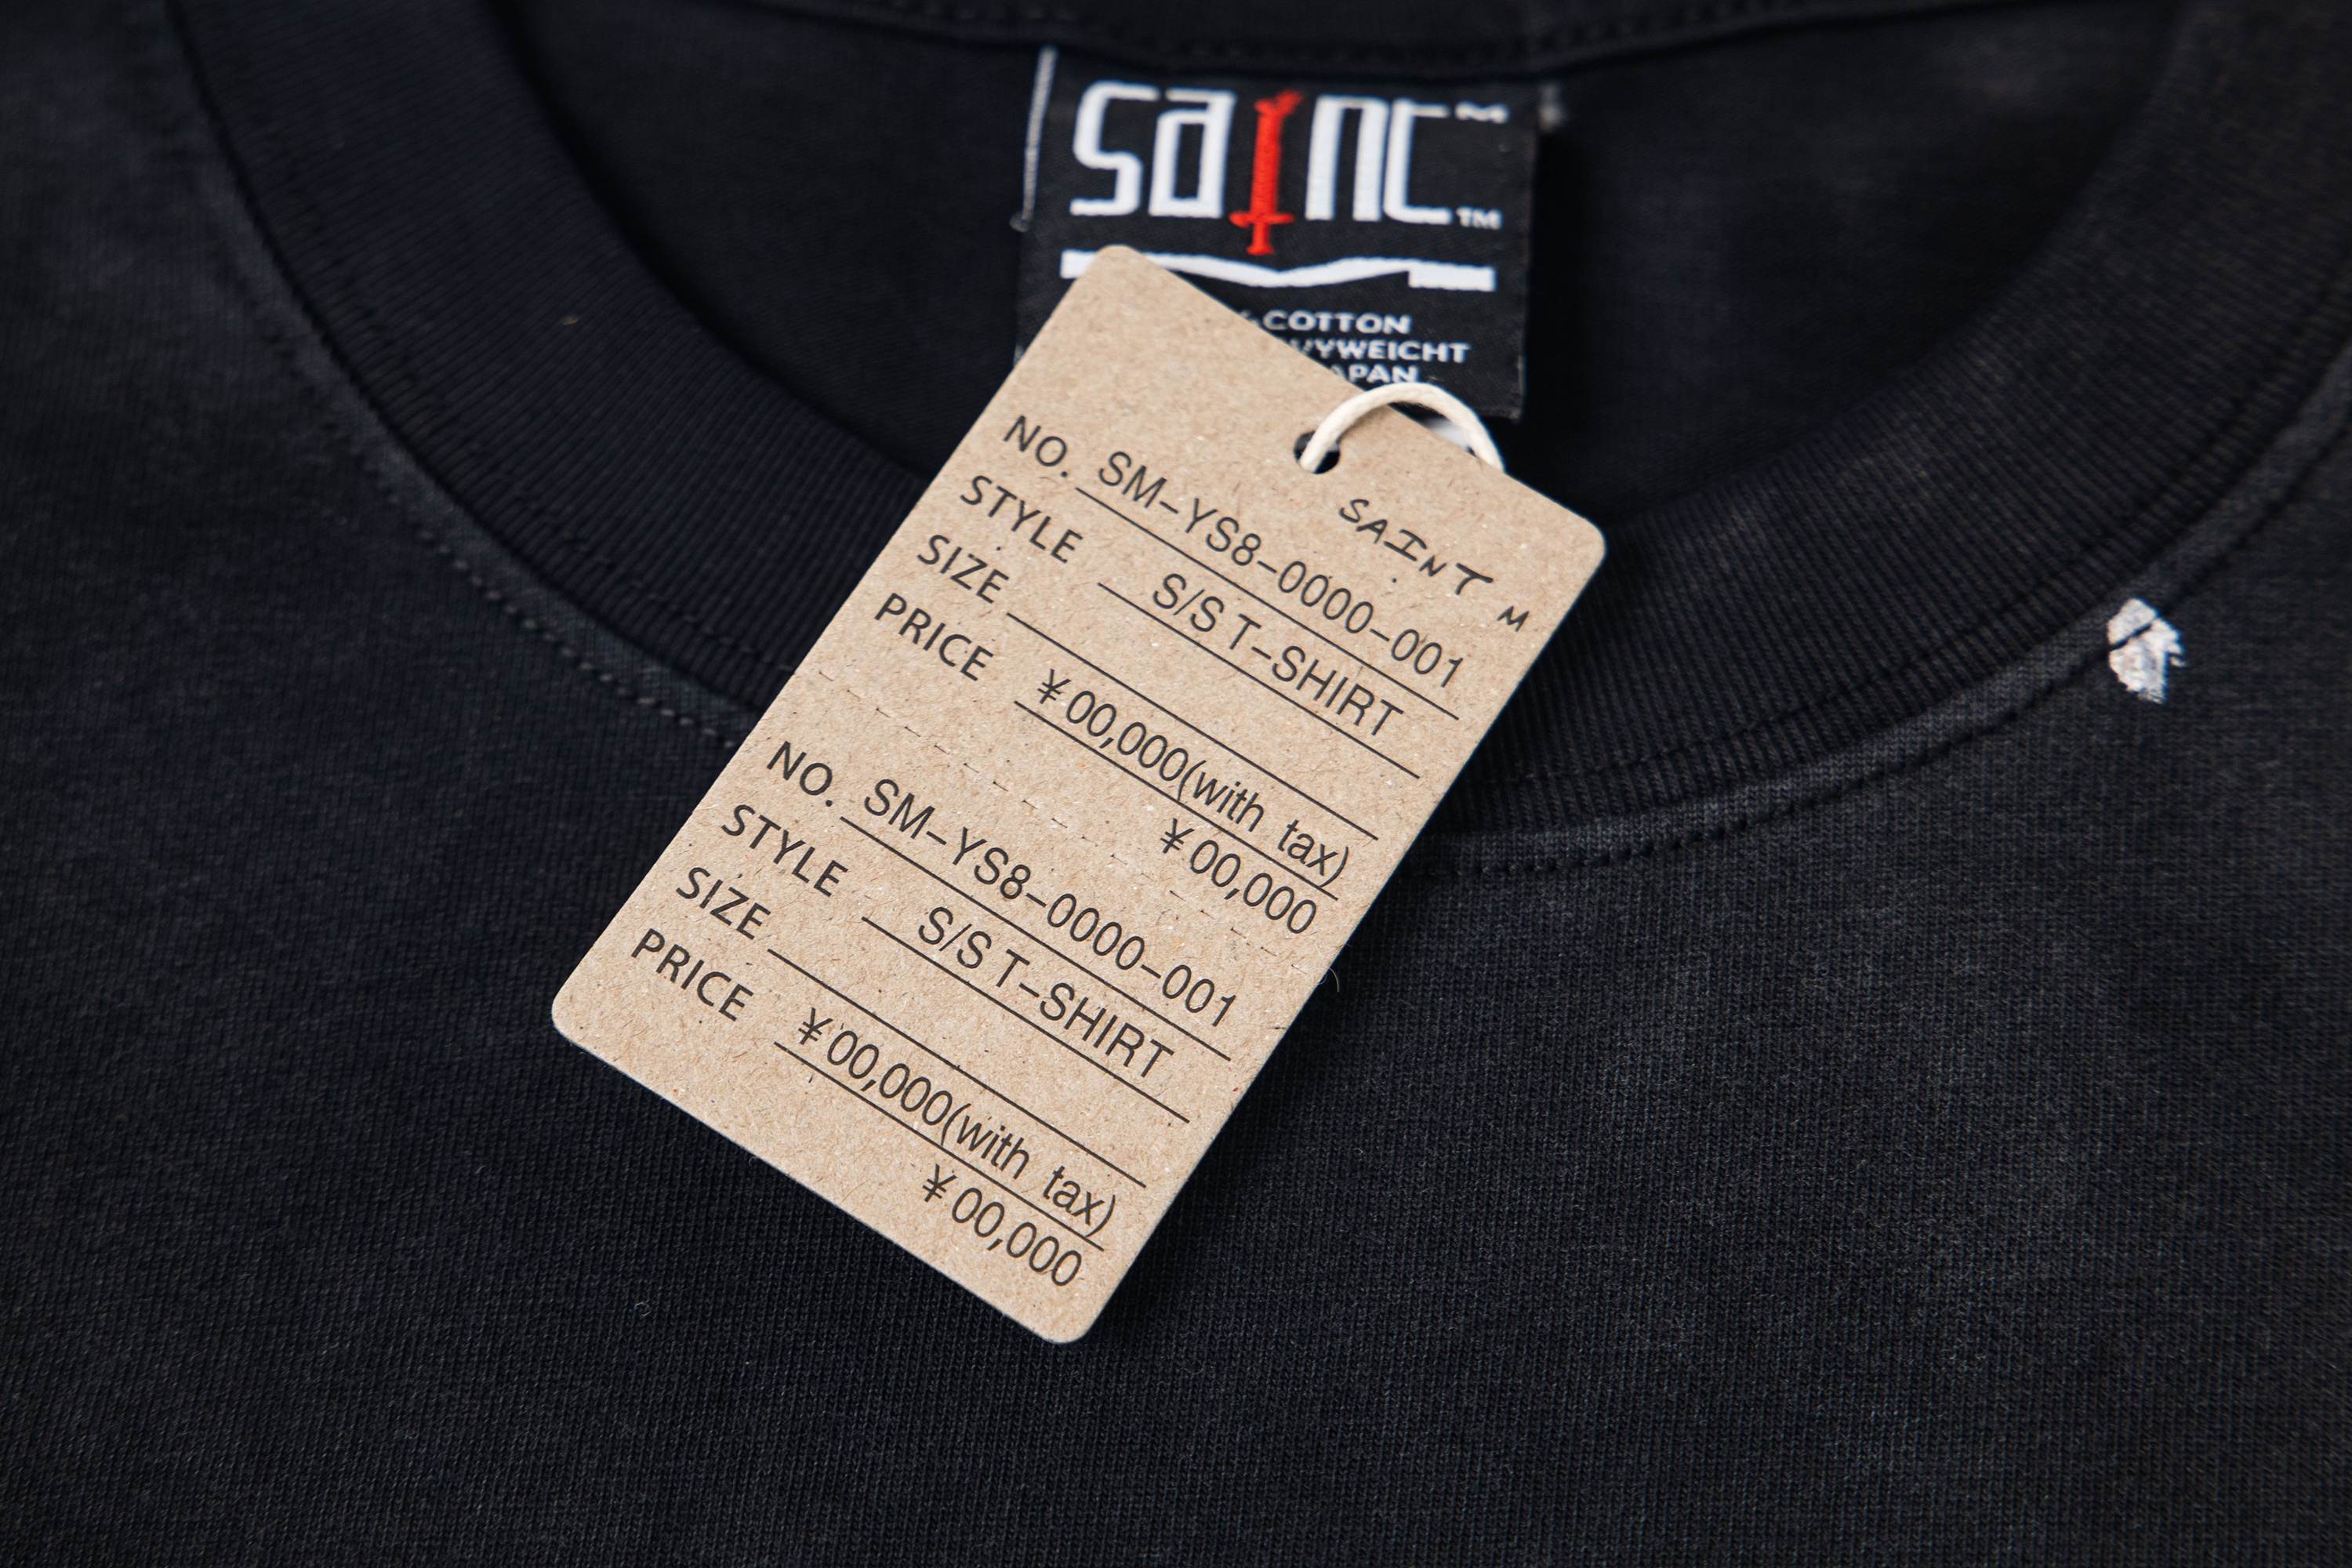 saint M
TM
COTTON
APAN
SAINT M
NO. SM-YS8-0000-001
STYLE S/S T-SHIRT
SIZE
PRICE ¥00,000(with tax)
¥00,000
NO. SM-YS8-0000-001
STYLE S/S T-SHIRT
SIZE
PRICE ¥00,000(with tax)
¥00,000